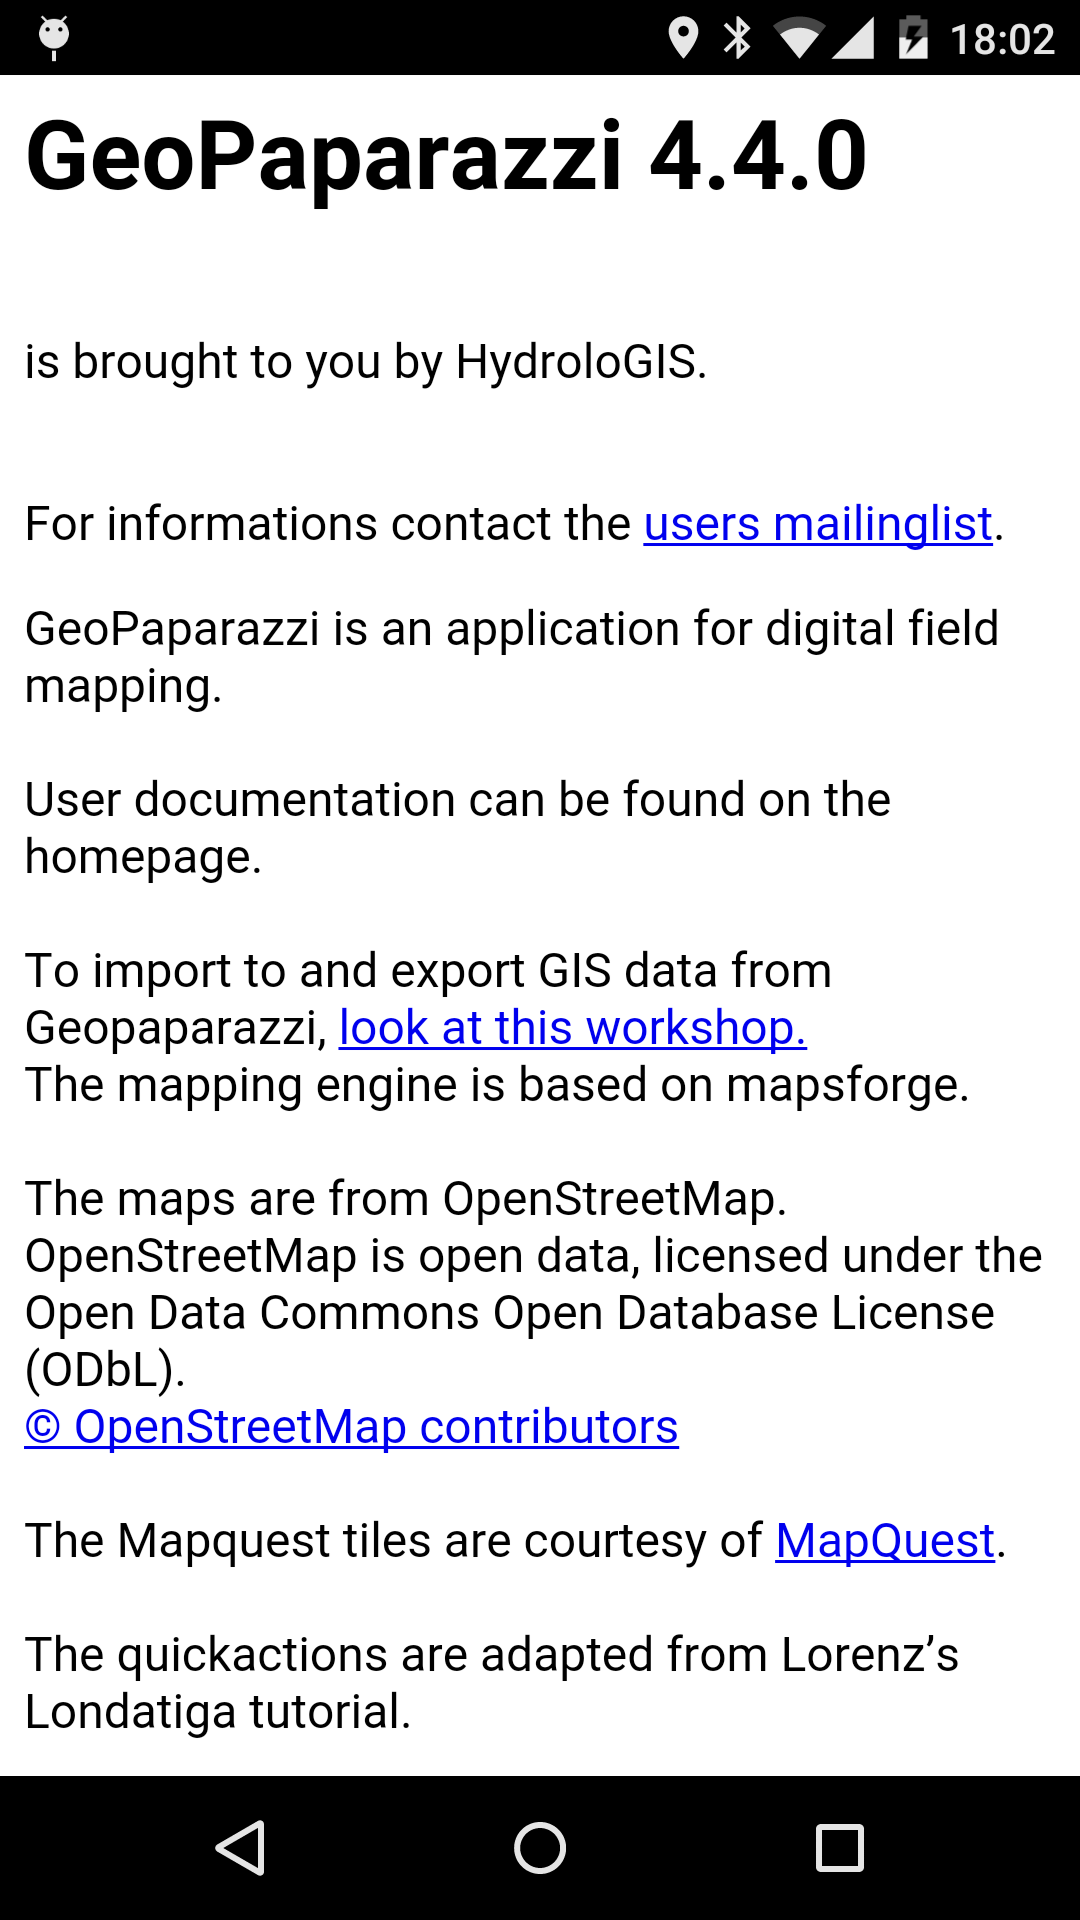 18:02
GeoPaparazzi 4.4.0
is brought to you by HydroloGIS.
For informations contact the users mailinglist.
GeoPaparazzi is an application for digital field
mapping.
User documentation can be found on the
homepage.
To import to and export GIS data from
Geopaparazzi, look at this workshop.
The mapping engine is based on mapsforge.
The maps are from OpenStreetMap.
OpenStreetMap is open data, licensed under the
Open Data Commons Open Database License
(ODbL).
© OpenStreetMap contributors
The Mapquest tiles are courtesy of MapQuest.
The quickactions are adapted from Lorenz’s
Londatiga tutorial.